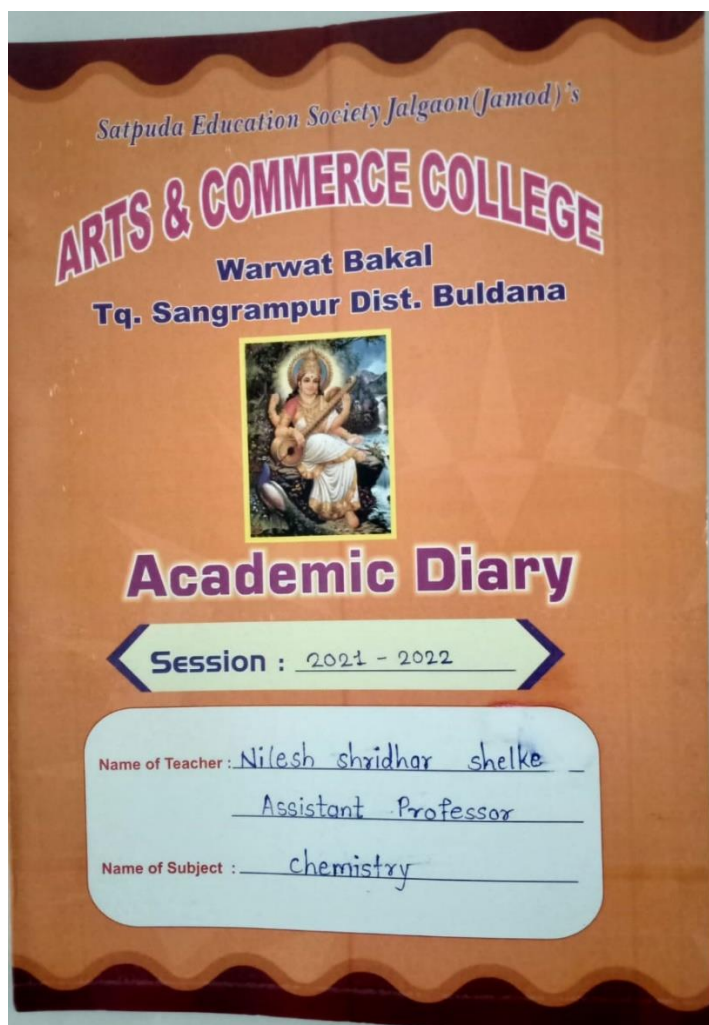 Satpuda Education Society Jalgaon(Jamod)'s
ARTS & COMMERCE COLLEGE
Warwat Bakal
Tq. Sangrampur Dist. Buldana
Academic Diary
Session : 2021 - 2022
Name of Teacher : Nilesh shridhar shelke
Assistant Professor
Name of Subject : chemistry